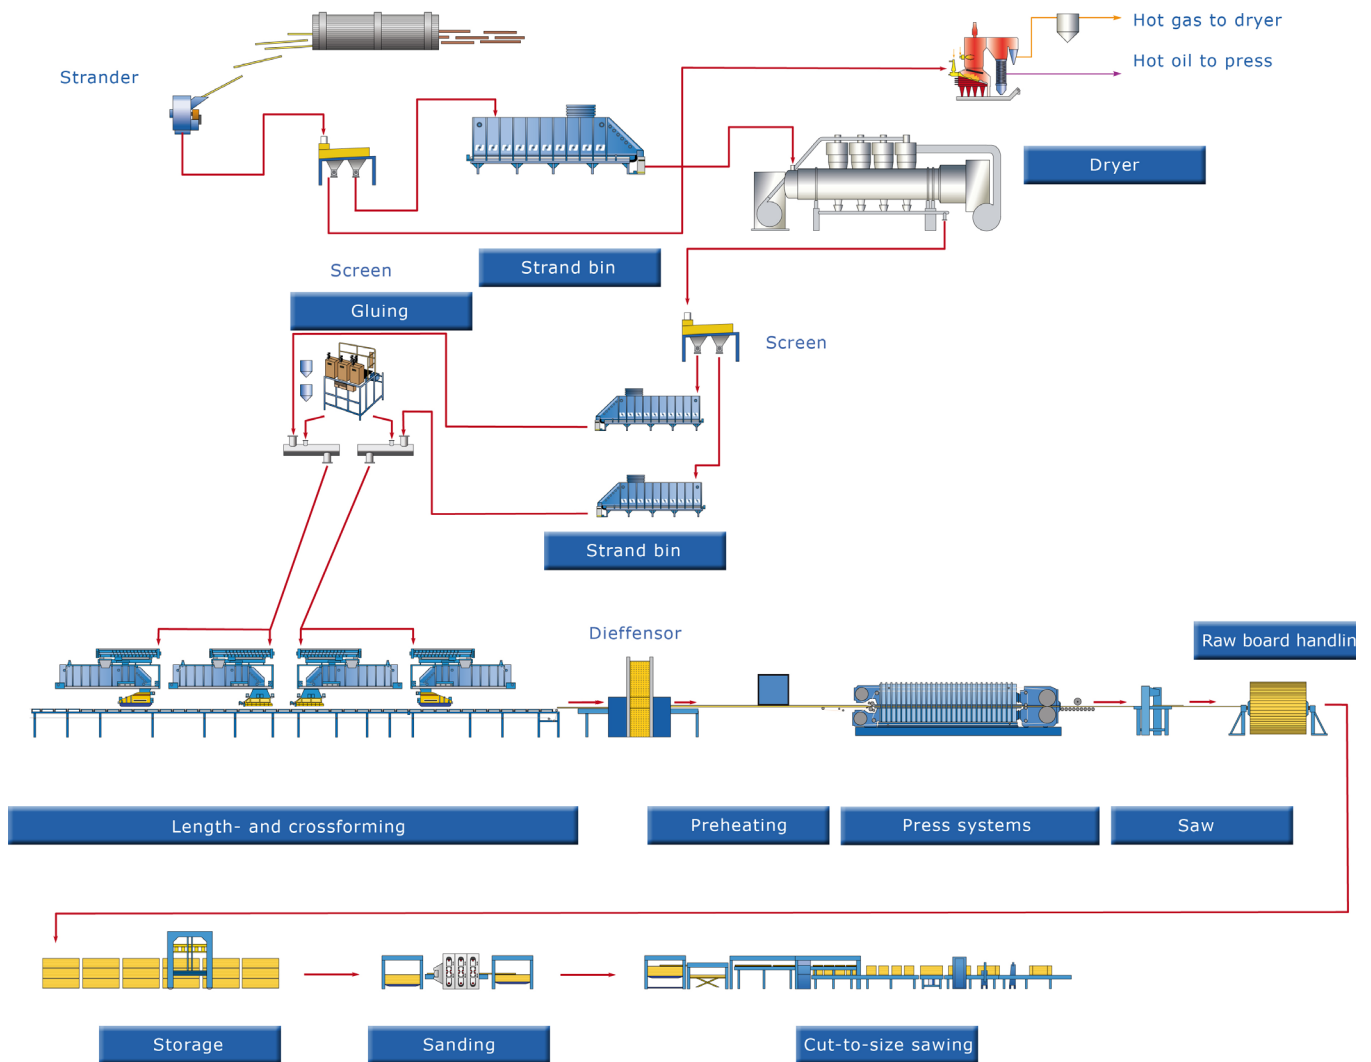 Hot gas to dryer
Strander
Hot oil to press
Dryer
Screen
Strand bin
Gluing
Screen
Strand bin
Dieffensor
Raw board handlin
Length- and crossforming
Preheating
Press systems
Saw
Storage
Sanding
Cut-to-size sawing